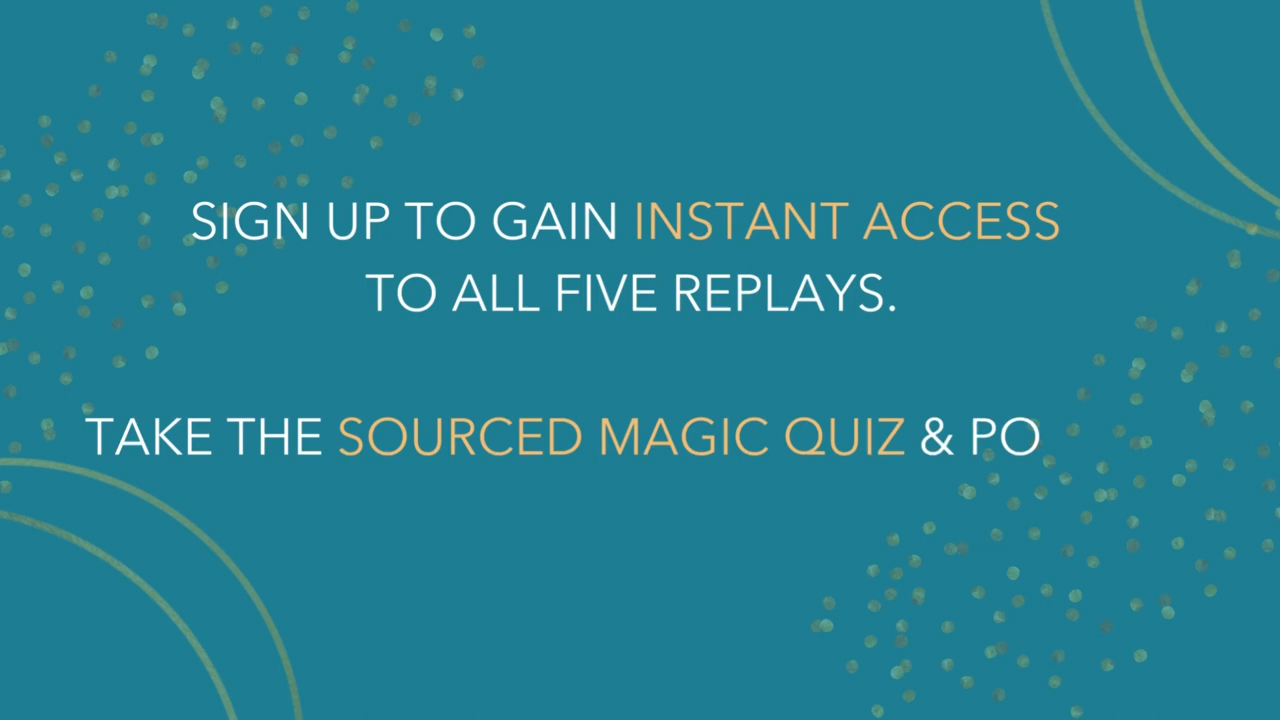 SIGN UP TO GAIN INSTANT ACCESS
TO ALL FIVE REPLAYS.
TAKE THE SOURCED MAGIC QUIZ & PO